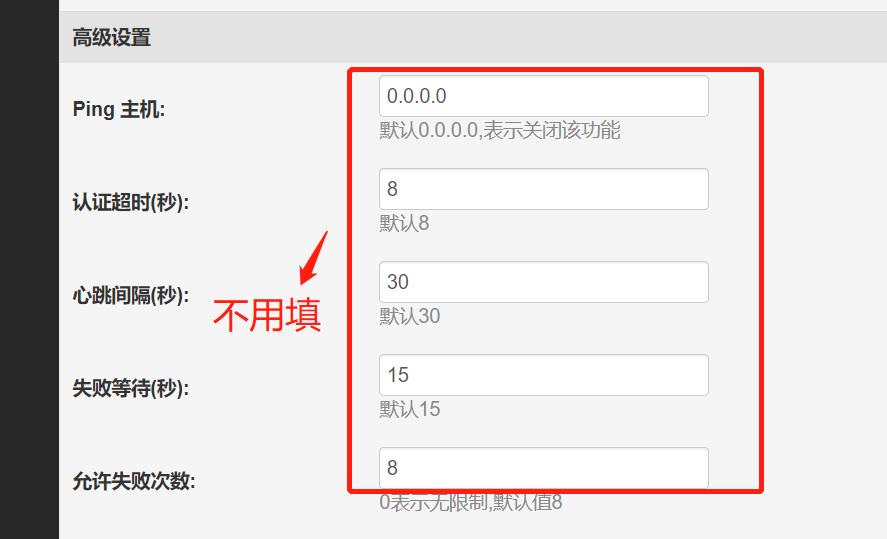 高级设置
Ping 主机:
0.0.0.0
默认0.0.0.0,表示关闭该功能
认证超时(秒):
8
默认8
心跳间隔(秒):
30
默认30
不用填
失败等待(秒):
15
默认15
允许失败次数:
8
0表示无限制,默认值8